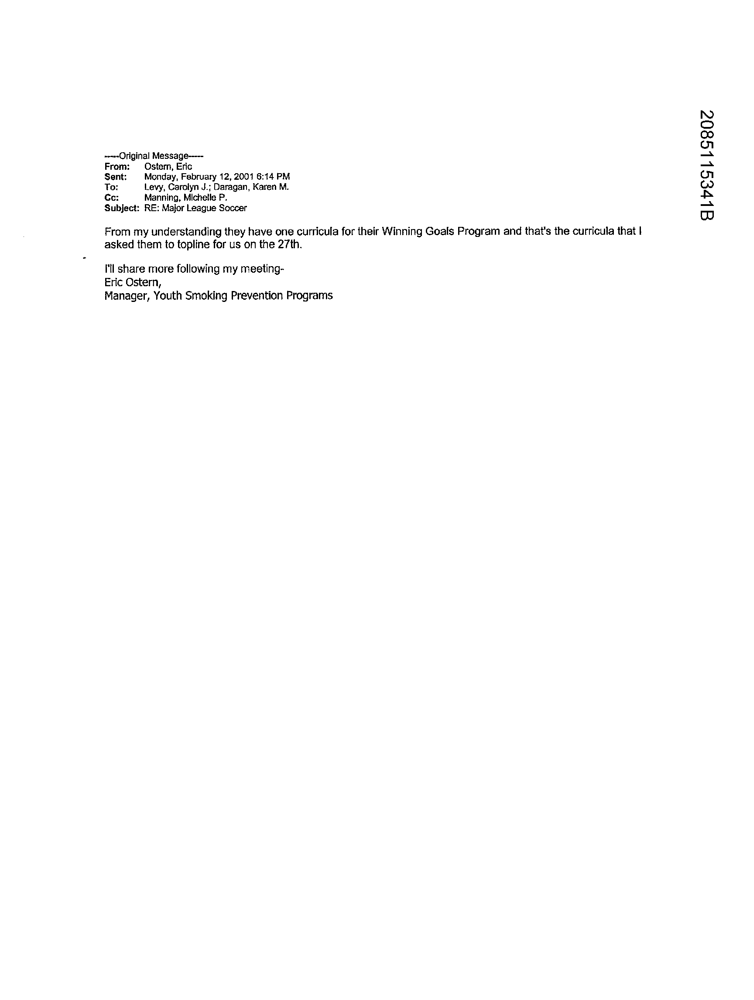 -----Original Message-----
From: Ostern, Eric
Sent: Monday, February 12, 2001 6:14 PM
To: Levy, Carolyn J.; Daragan, Karen M.
Cc: Manning, Michelle P.
Subject: RE: Major League Soccer
From my understanding they have one curricula for their Winning Goals Program and that's the curricula that I
asked them to topline for us on the 27th.
I'll share more following my meeting-
Eric Ostern,
Manager, Youth Smoking Prevention Programs
2085115341B